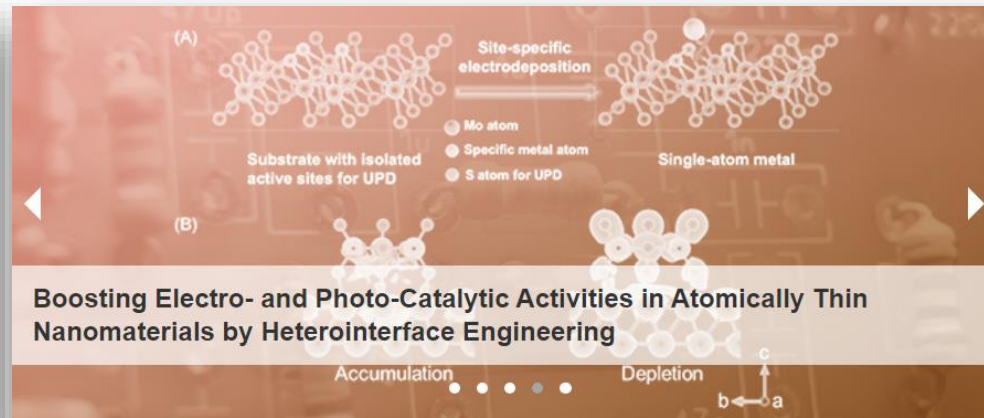 (A)
Site-specific
electrodeposition
Mo atom
Specific metal atom
S atom for UPD
Substrate with isolated
active sites for UPD
Single-atom metal
(B)
Boosting Electro- and Photo-Catalytic Activities in Atomically Thin
Nanomaterials by Heterointerface Engineering
Accumulation
Depletion
c
b
a